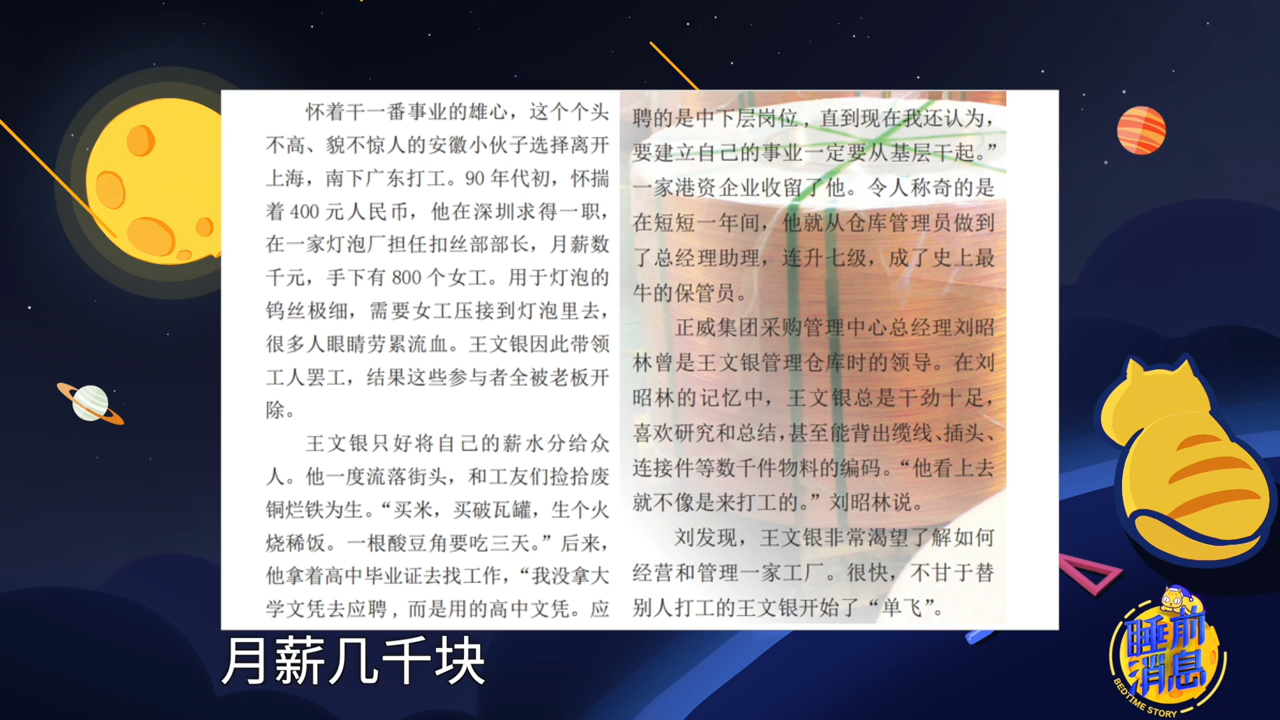 怀着干一番事业的雄心，这个个头
不高、貌不惊人的安徽小伙子选择离开
上海，南下广东打工。90 年代初，怀揣
着 400 元人民币，他在深圳求得一职，
在一家灯泡厂担任扣丝部部长，月薪数
千元，手下有 800 个女工。用于灯泡的
钨丝极细，需要女工压接到灯泡里去，
很多人眼睛劳累流血。王文银因此带领
工人罢工，结果这些参与者全被老板开
除。
王文银只好将自己的薪水分给众
人。他一度流落街头，和工友们捡拾废
铜烂铁为生。“买米，买破瓦罐，生个火
烧稀饭。一根酸豆角要吃三天。”后来，
他拿着高中毕业证去找工作，“我没拿大
学文凭去应聘，而是用的高中文凭。应
聘的是中下层岗位，直到现在我还认为，
要建立自己的事业一定要从基层干起。”
一家港资企业收留了他。令人称奇的是
在短短一年间，他就从仓库管理员做到
了总经理助理，连升七级，成了史上最
牛的保管员。
正威集团采购管理中心总经理刘昭
林曾是王文银管理仓库时的领导。在刘
昭林的记忆中，王文银总是干劲十足，
喜欢研究和总结，甚至能背出缆线、插头、
连接件等数千件物料的编码。“他看上去
就不像是来打工的。”刘昭林说。
刘发现，王文银非常渴望了解如何
经营和管理一家工厂。很快，不甘于替
别人打工的王文银开始了“单飞”。
月薪几千块
睡前
消息
BEDTIME STORY